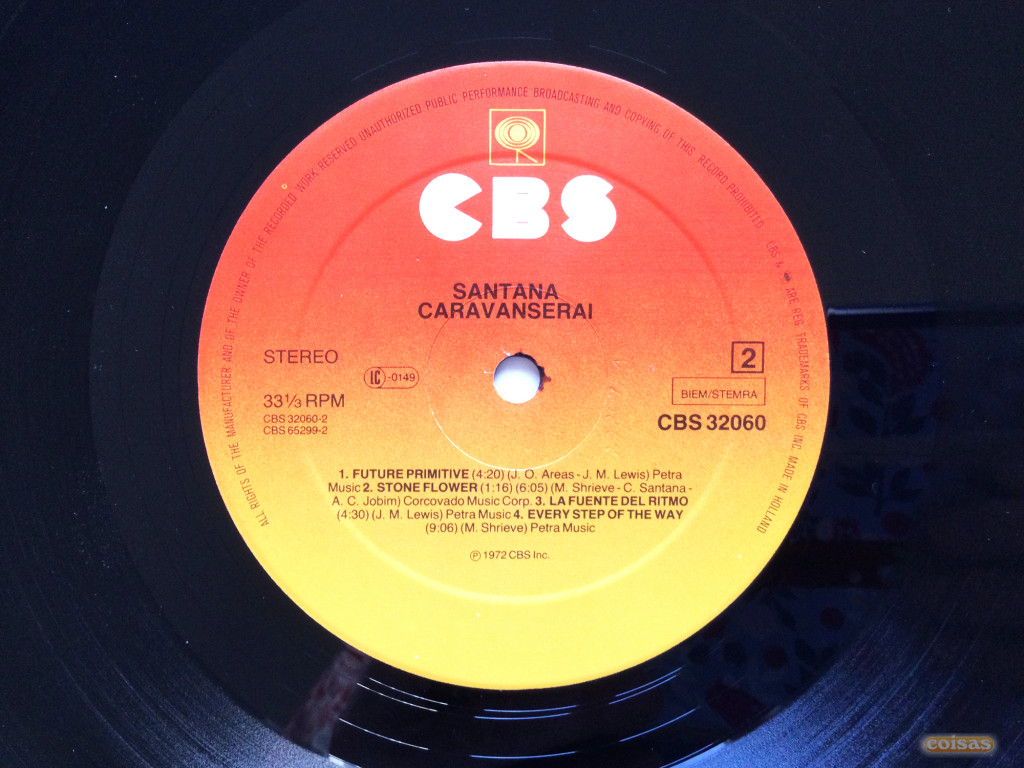 ALL RIGHTS OF THE MANUFACTURER AND OF THE OWNER OF THE RECORDED WORK RESERVED UNAUTHORIZED PUBLIC PERFORMANCE BROADCASTING AND COPYING OF THIS RECORD PROHIBITED CBS & ARE REG. TRADEMARKS OF CBS INC. MADE IN HOLLAND
CBS
SANTANA
CARAVANSERAI
STEREO
IC-0149
2
33⅓ RPM
BIEM/STEMRA
CBS 32060-2
CBS 65299-2
CBS 32060
1. FUTURE PRIMITIVE (4:20) (J. O. Areas - J. M. Lewis) Petra
Music 2. STONE FLOWER (1:16) (6:05) (M. Shrieve - C. Santana -
A. C. Jobim) Corcovado Music Corp. 3. LA FUENTE DEL RITMO
(4:30) (J. M. Lewis) Petra Music 4. EVERY STEP OF THE WAY
(9:06) (M. Shrieve) Petra Music
℗ 1972 CBS Inc.
coisas